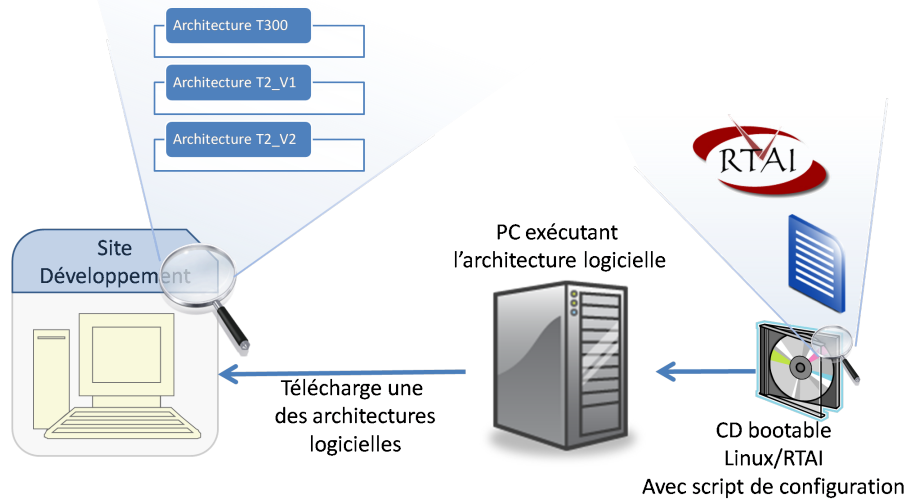 Architecture T300
Architecture T2_V1
Architecture T2_V2
RTAI
Site
Développement
PC exécutant
l’architecture logicielle
Télécharge une
des architectures
logicielles
CD bootable
Linux/RTAI
Avec script de configuration